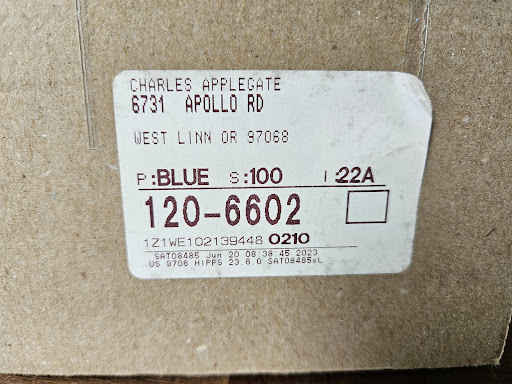 CHARLES APPLEGATE
6731 APOLLO RD
WEST LINN OR 97068
P:BLUE S:100 I:22A
120-6602
1Z1WE102139448 0210
SAT08485 Jun 20 08:38:45 2023
US 9706 HIPPS 23.6.0 SAT08485sL